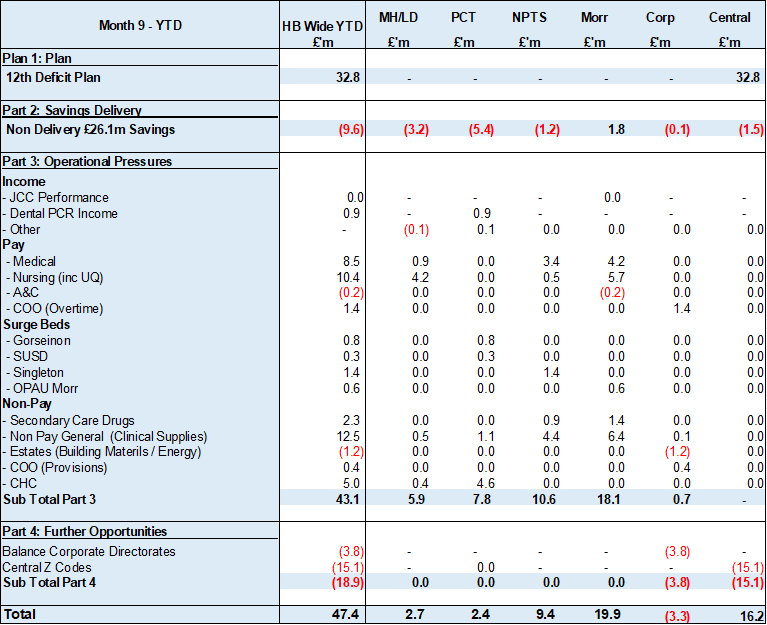 Month 9 - YTD HB Wide YTD MH/LD PCT NPTS Morr Corp Central
£'m £'m £'m £'m £'m £'m £'m
Plan 1: Plan
12th Deficit Plan 32.8 - - - - - 32.8
Part 2: Savings Delivery
Non Delivery £26.1m Savings (9.6) (3.2) (5.4) (1.2) 1.8 (0.1) (1.5)
Part 3: Operational Pressures
Income
- JCC Performance 0.0 - - - 0.0 - -
- Dental PCR Income 0.9 - 0.9 - - - -
- Other - (0.1) 0.1 0.0 0.0 0.0 0.0
Pay
- Medical 8.5 0.9 0.0 3.4 4.2 0.0 0.0
- Nursing (inc UQ) 10.4 4.2 0.0 0.5 5.7 0.0 0.0
- A&C (0.2) 0.0 0.0 0.0 (0.2) 0.0 0.0
- COO (Overtime) 1.4 0.0 0.0 0.0 0.0 1.4 0.0
Surge Beds
- Gorseinon 0.8 0.0 0.8 0.0 0.0 0.0 0.0
- SUSD 0.3 0.0 0.3 0.0 0.0 0.0 0.0
- Singleton 1.4 0.0 0.0 1.4 0.0 0.0 0.0
- OPAU Morr 0.6 0.0 0.0 0.0 0.6 0.0 0.0
Non-Pay
- Secondary Care Drugs 2.3 0.0 0.0 0.9 1.4 0.0 0.0
- Non Pay General (Clinical Supplies) 12.5 0.5 1.1 4.4 6.4 0.1 0.0
- Estates (Building Materils / Energy) (1.2) 0.0 0.0 0.0 0.0 (1.2) 0.0
- COO (Provisions) 0.4 0.0 0.0 0.0 0.0 0.4 0.0
- CHC 5.0 0.4 4.6 0.0 0.0 0.0 0.0
Sub Total Part 3 43.1 5.9 7.8 10.6 18.1 0.7 -
Part 4: Further Opportunities
Balance Corporate Directorates (3.8) - - - - (3.8) -
Central Z Codes (15.1) - 0.0 - - - (15.1)
Sub Total Part 4 (18.9) 0.0 0.0 0.0 0.0 (3.8) (15.1)
Total 47.4 2.7 2.4 9.4 19.9 (3.3) 16.2